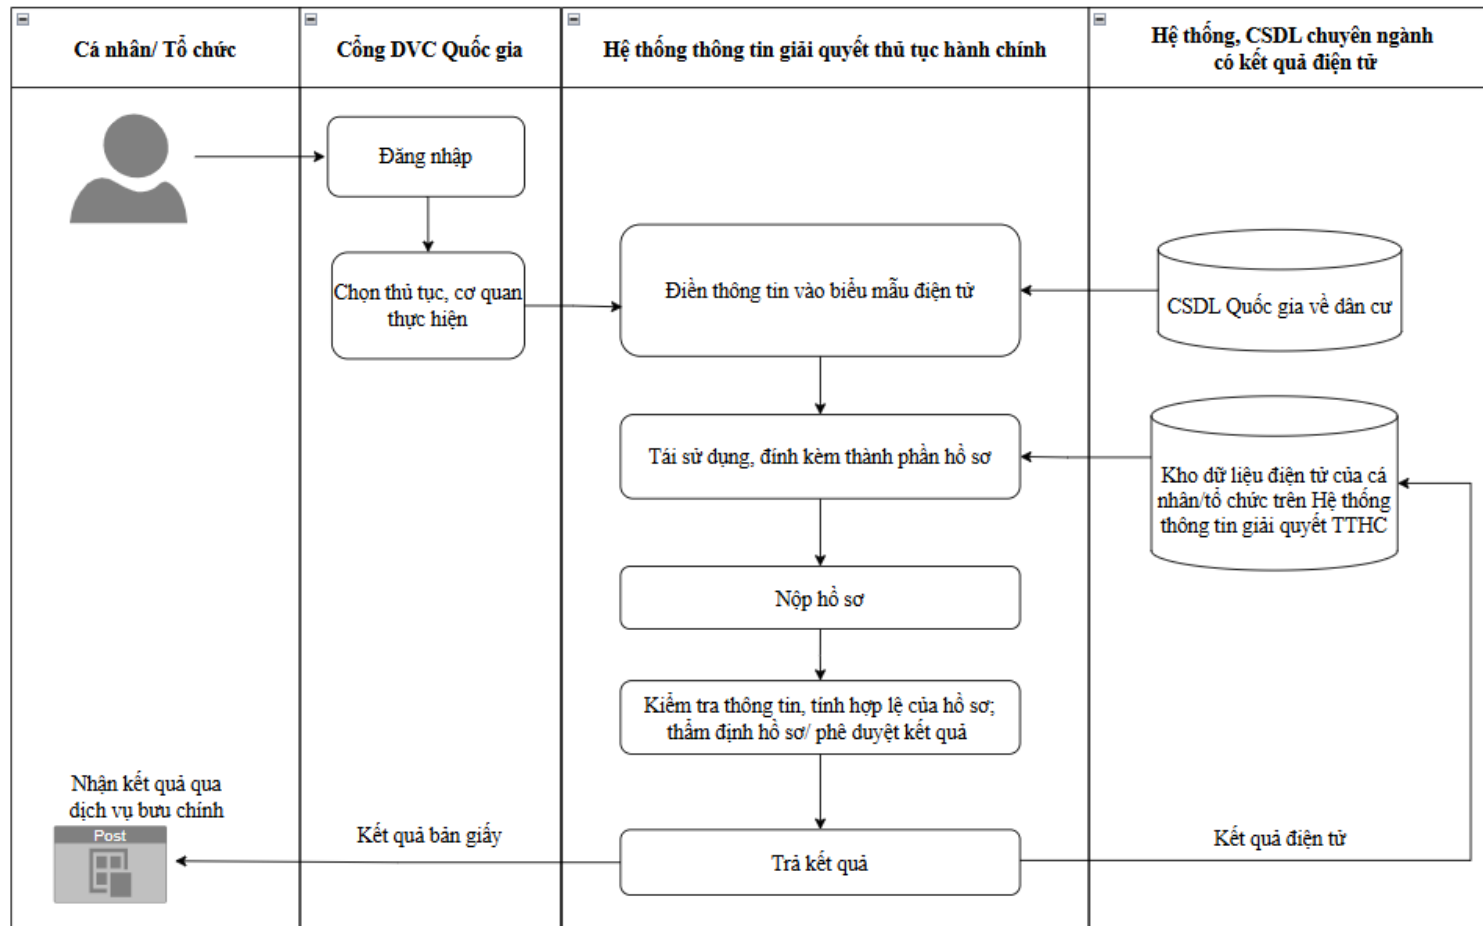 Cá nhân/ Tổ chức
Cổng DVC Quốc gia
Hệ thống thông tin giải quyết thủ tục hành chính
Hệ thống, CSDL chuyên ngành
có kết quả điện tử
Đăng nhập
Chọn thủ tục, cơ quan
thực hiện
Điền thông tin vào biểu mẫu điện tử
CSDL Quốc gia về dân cư
Tái sử dụng, đính kèm thành phần hồ sơ
Kho dữ liệu điện tử của cá
nhân/tổ chức trên Hệ thống
thông tin giải quyết TTHC
Nộp hồ sơ
Kiểm tra thông tin, tính hợp lệ của hồ sơ;
thẩm định hồ sơ/ phê duyệt kết quả
Nhận kết quả qua
dịch vụ bưu chính
Post
Kết quả bản giấy
Trả kết quả
Kết quả điện tử